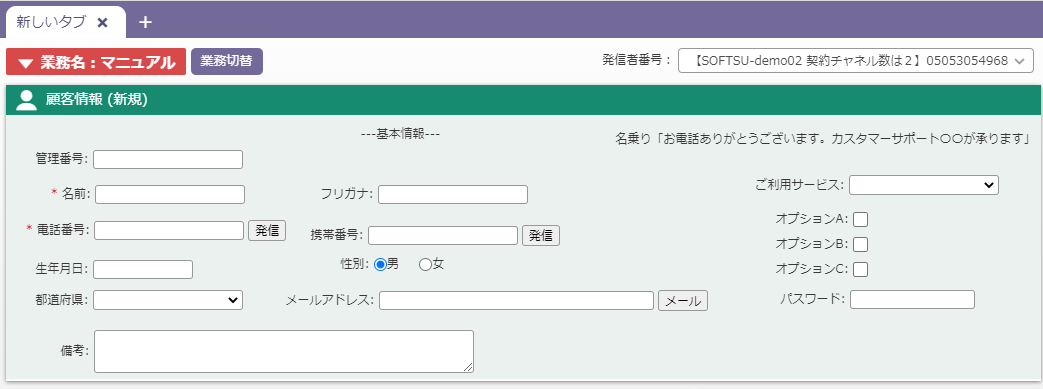 新しいタブ × +
▼ 業務名：マニュアル 業務切替 発信者番号： 【SOFTSU-demo02 契約チャネル数は２】05053054968
顧客情報 (新規)
---基本情報--- 名乗り「お電話ありがとうございます。カスタマーサポート〇〇が承ります」
管理番号:
* 名前: フリガナ: ご利用サービス:
* 電話番号: 発信 携帯番号: 発信 オプションA:
オプションB:
生年月日: 性別: 男 女 オプションC:
都道府県: メールアドレス: メール パスワード:
備考: